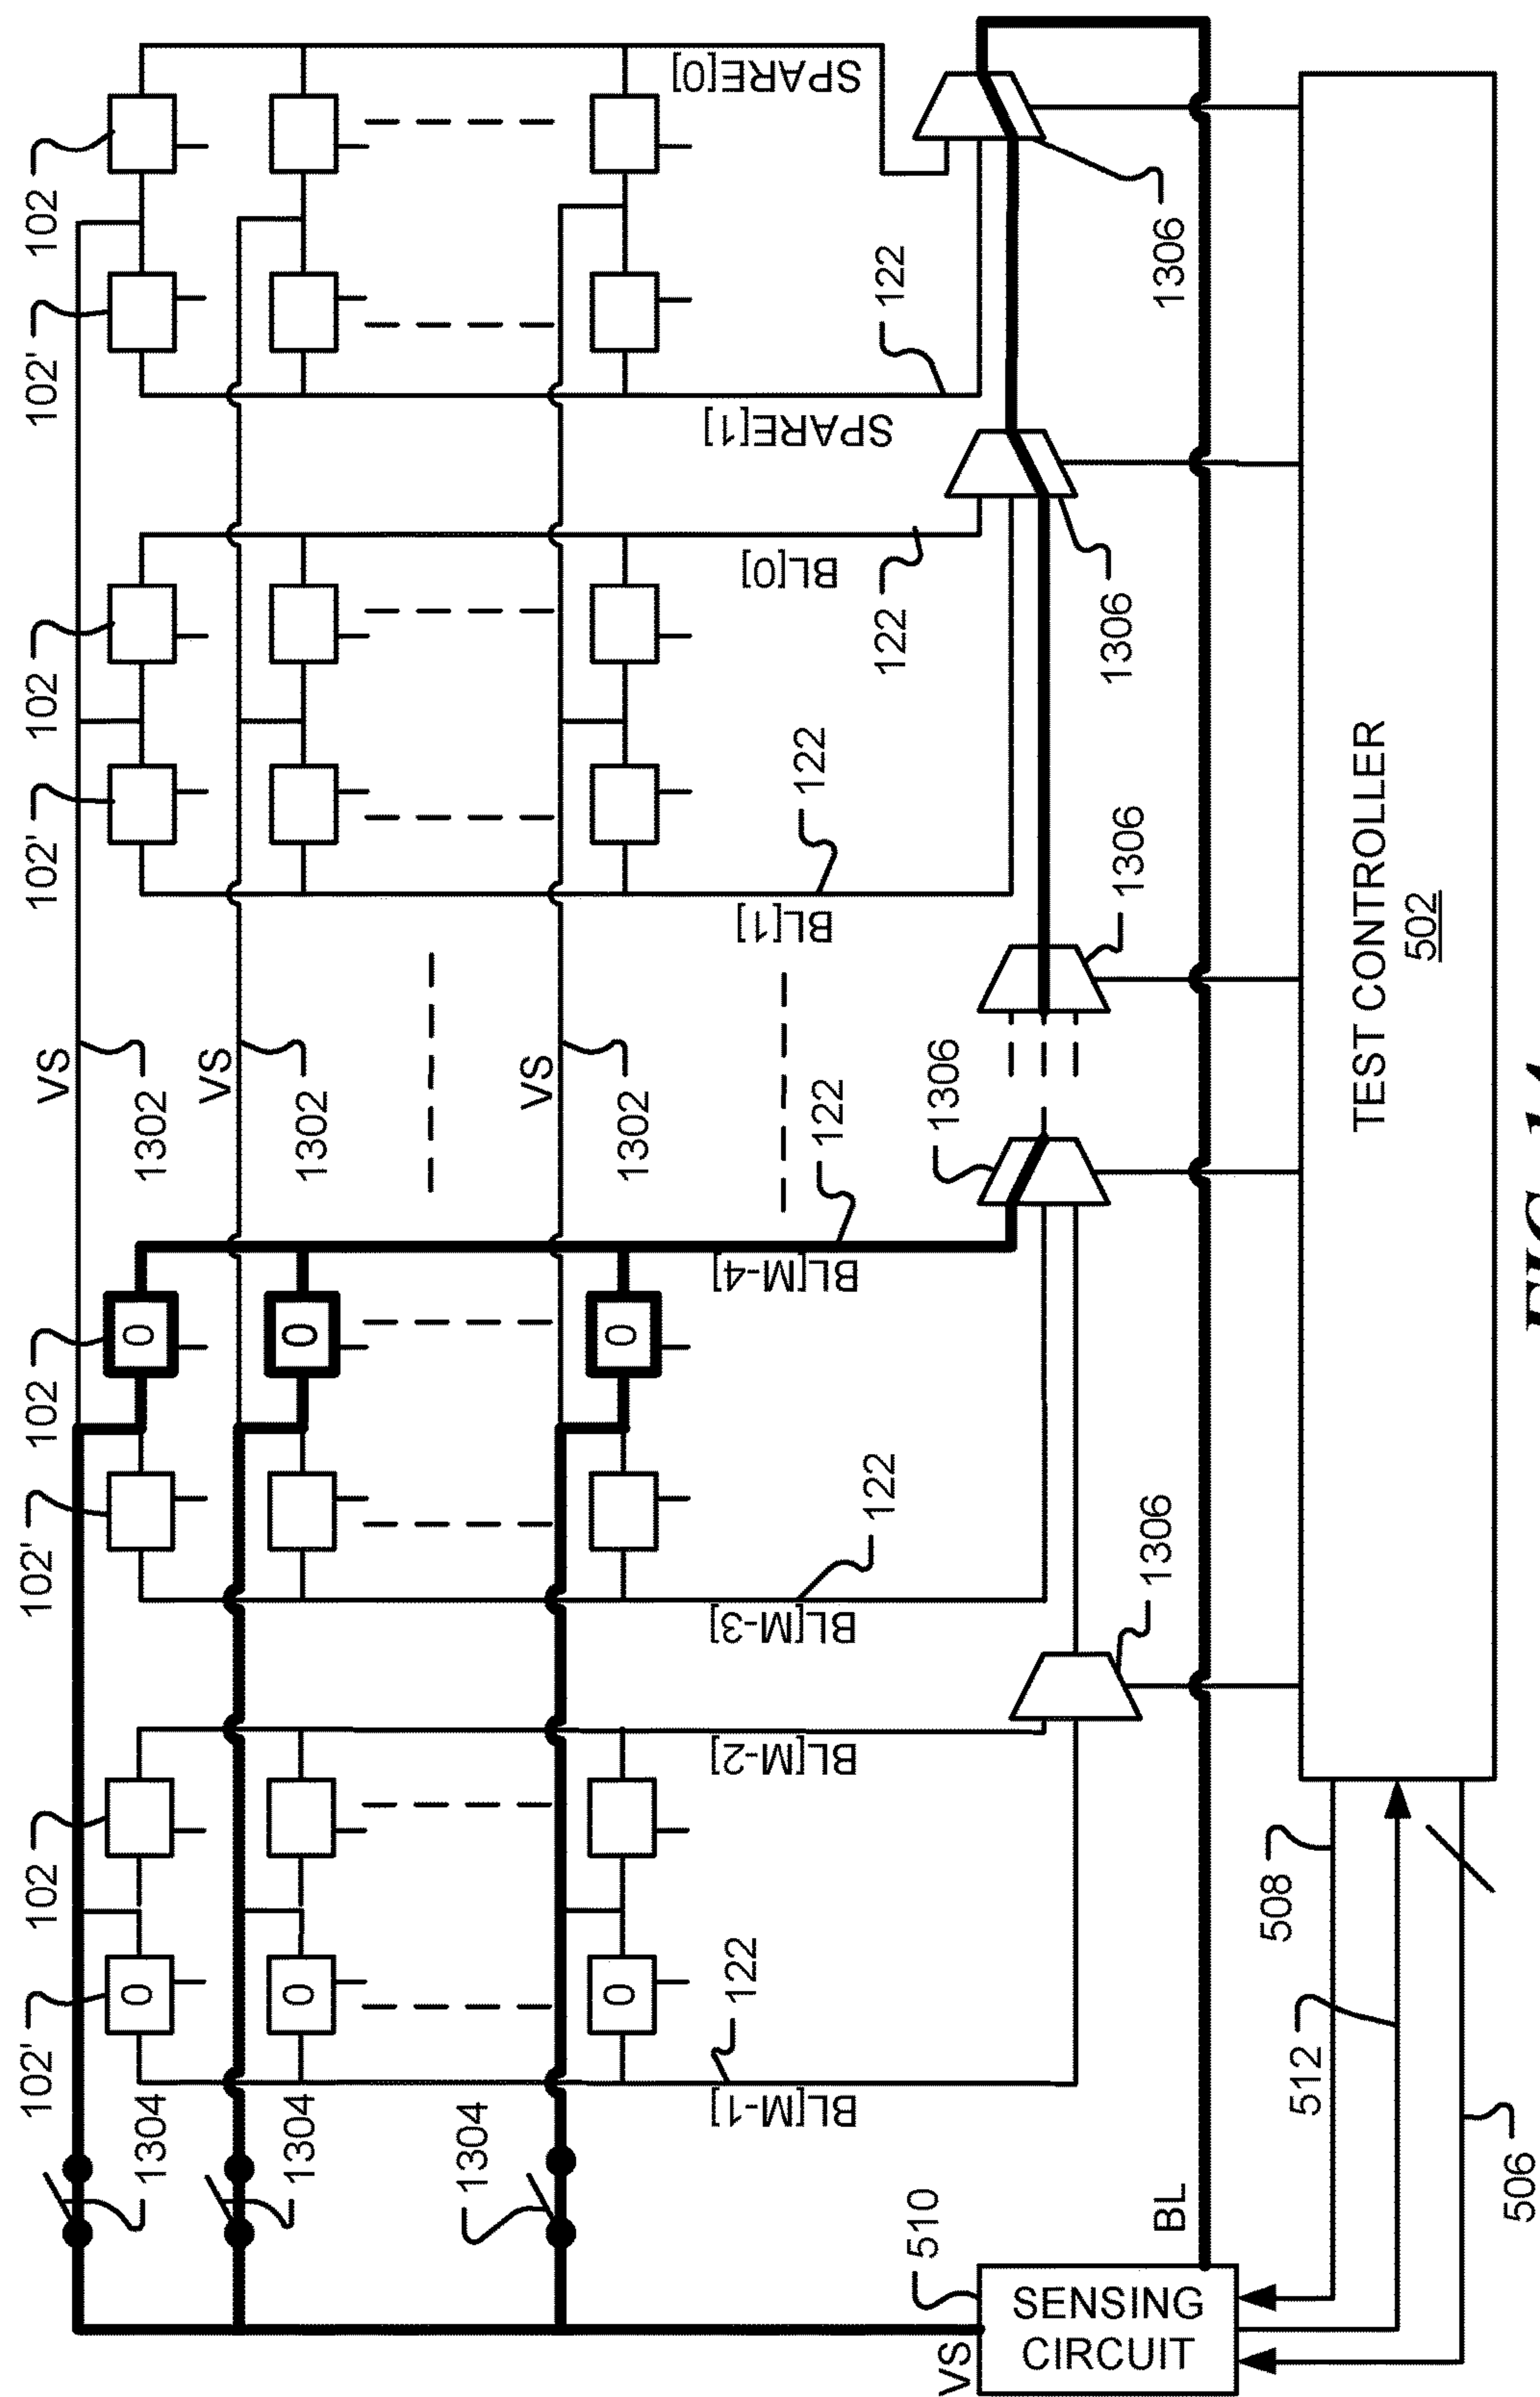 102'
102
102'
102
102'
102
102'
102
VS
1302
VS
1302
VS
1302
1304
1304
1304
0
0
0
0
0
0
BL[M-1]
122
BL[M-2]
BL[M-3]
122
BL[M-4]
122
BL[1]
122
BL[0]
122
SPARE[1]
122
SPARE[0]
1306
1306
1306
1306
1306
VS
510
SENSING
CIRCUIT
BL
508
512
506
TEST CONTROLLER
502